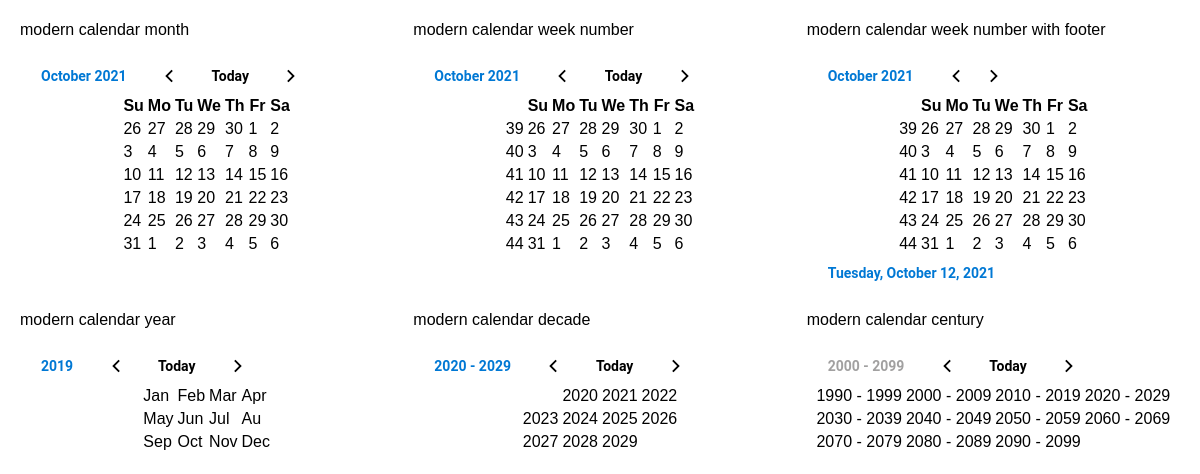 modern calendar month
October 2021 Today
Su Mo Tu We Th Fr Sa
26 27 28 29 30 1 2
3 4 5 6 7 8 9
10 11 12 13 14 15 16
17 18 19 20 21 22 23
24 25 26 27 28 29 30
31 1 2 3 4 5 6
modern calendar week number
October 2021 Today
Su Mo Tu We Th Fr Sa
39 26 27 28 29 30 1 2
40 3 4 5 6 7 8 9
41 10 11 12 13 14 15 16
42 17 18 19 20 21 22 23
43 24 25 26 27 28 29 30
44 31 1 2 3 4 5 6
modern calendar week number with footer
October 2021
Su Mo Tu We Th Fr Sa
39 26 27 28 29 30 1 2
40 3 4 5 6 7 8 9
41 10 11 12 13 14 15 16
42 17 18 19 20 21 22 23
43 24 25 26 27 28 29 30
44 31 1 2 3 4 5 6
Tuesday, October 12, 2021
modern calendar year
2019 Today
Jan Feb Mar Apr
May Jun Jul Au
Sep Oct Nov Dec
modern calendar decade
2020 - 2029 Today
2020 2021 2022
2023 2024 2025 2026
2027 2028 2029
modern calendar century
2000 - 2099 Today
1990 - 1999 2000 - 2009 2010 - 2019 2020 - 2029
2030 - 2039 2040 - 2049 2050 - 2059 2060 - 2069
2070 - 2079 2080 - 2089 2090 - 2099